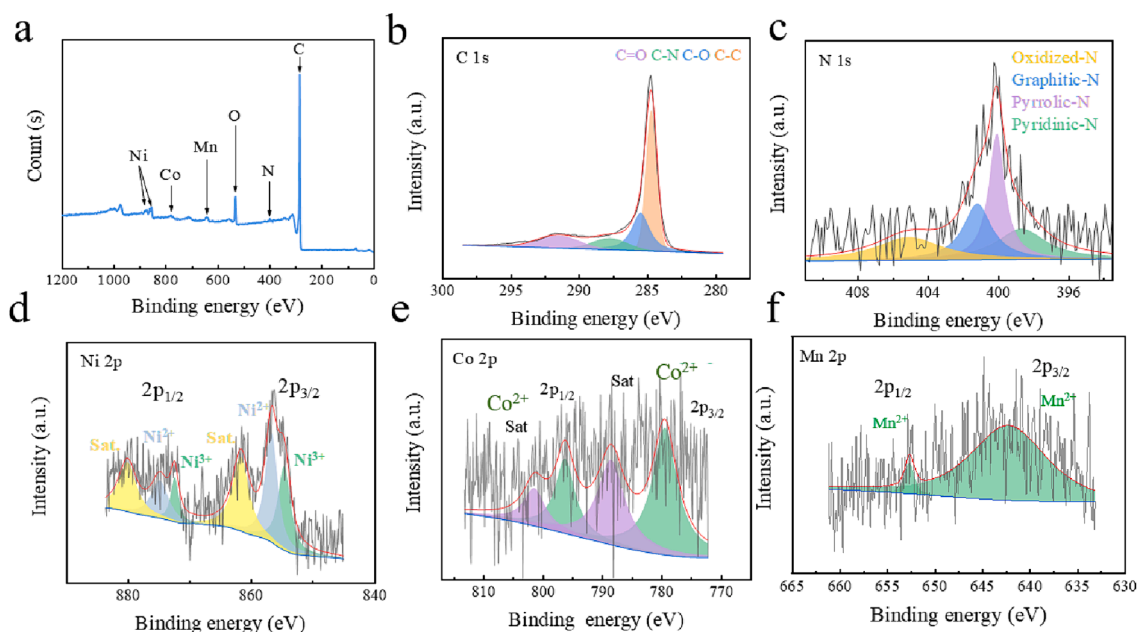 a
Count (s)
Ni
Co
Mn
O
N
C
1200 1000 800 600 400 200 0
Binding energy (eV)
b
C 1s
C=O C-N C-O C-C
Intensity (a.u.)
300 295 290 285 280
Binding energy (eV)
c
N 1s
Oxidized-N
Graphitic-N
Pyrrolic-N
Pyridinic-N
Intensity (a.u.)
408 404 400 396
Binding energy (eV)
d
Ni 2p
2p1/2
2p3/2
Sat.
Ni2+
Ni3+
Sat.
Ni2+
Ni3+
Intensity (a.u.)
880 860 840
Binding energy (eV)
e
Co 2p
Co2+
Sat
2p1/2
Sat
Co2+
2p3/2
Intensity (a.u.)
810 800 790 780 770
Binding energy (eV)
f
Mn 2p
2p1/2
Mn2+
2p3/2
Mn2+
Intensity (a.u.)
665 660 655 650 645 640 635 630
Binding energy (eV)